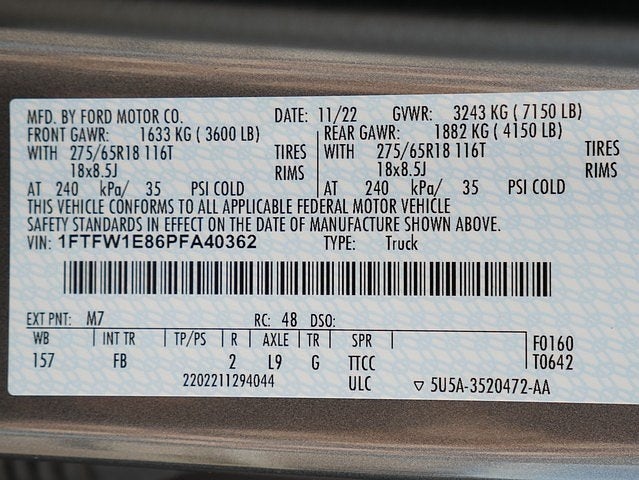 MFD. BY FORD MOTOR CO. DATE: 11/22 GVWR: 3243 KG ( 7150 LB)
FRONT GAWR: 1633 KG ( 3600 LB) REAR GAWR: 1882 KG ( 4150 LB)
WITH 275/65R18 116T TIRES WITH 275/65R18 116T TIRES
18x8.5J RIMS 18x8.5J RIMS
AT 240 kPa/ 35 PSI COLD AT 240 kPa/ 35 PSI COLD
THIS VEHICLE CONFORMS TO ALL APPLICABLE FEDERAL MOTOR VEHICLE
SAFETY STANDARDS IN EFFECT ON THE DATE OF MANUFACTURE SHOWN ABOVE.
VIN: 1FTFW1E86PFA40362 TYPE: Truck
EXT PNT: M7 RC: 48 DSO:
WB INT TR TP/PS R AXLE TR SPR F0160
157 FB 2 L9 G TTCC T0642
2202211294044 ULC ▽ 5U5A-3520472-AA